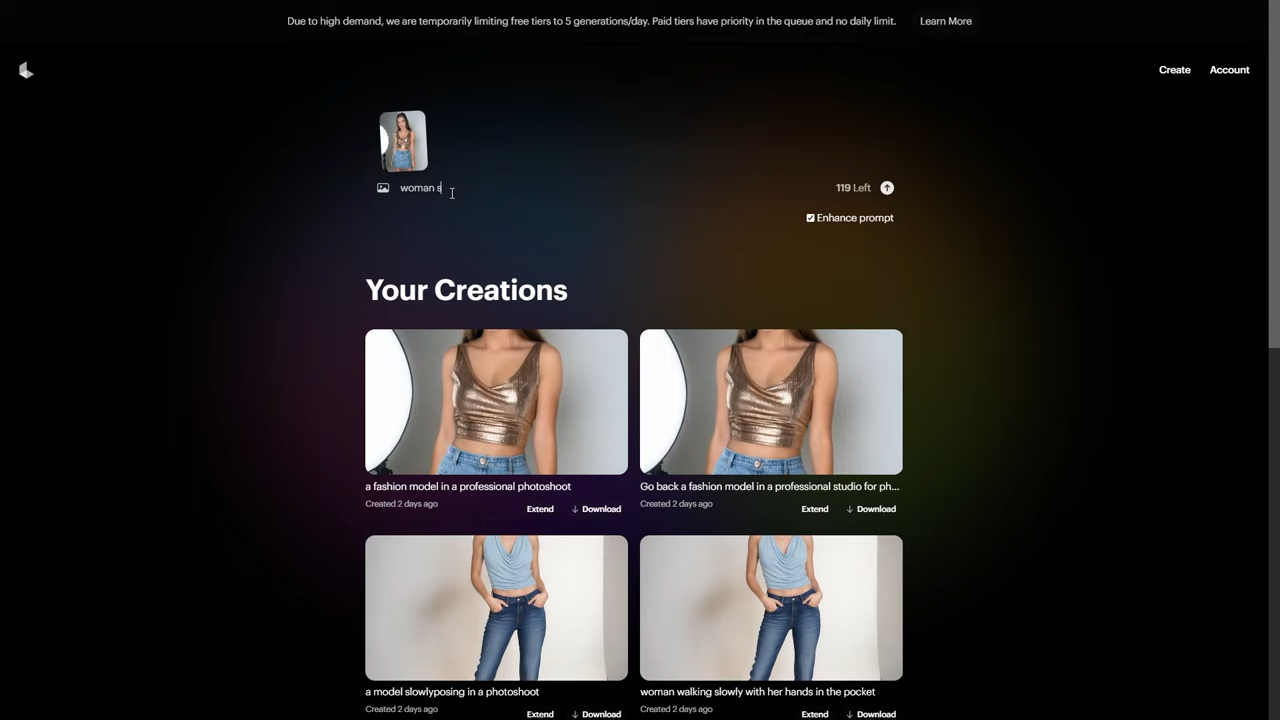 Due to high demand, we are temporarily limiting free tiers to 5 generations/day. Paid tiers have priority in the queue and no daily limit. Learn More
Create Account
woman s
119 Left
Enhance prompt
Your Creations
a fashion model in a professional photoshoot
Created 2 days ago
Extend Download
Go back a fashion model in a professional studio for ph...
Created 2 days ago
Extend Download
a model slowlyposing in a photoshoot
Created 2 days ago
Extend Download
woman walking slowly with her hands in the pocket
Created 2 days ago
Extend Download